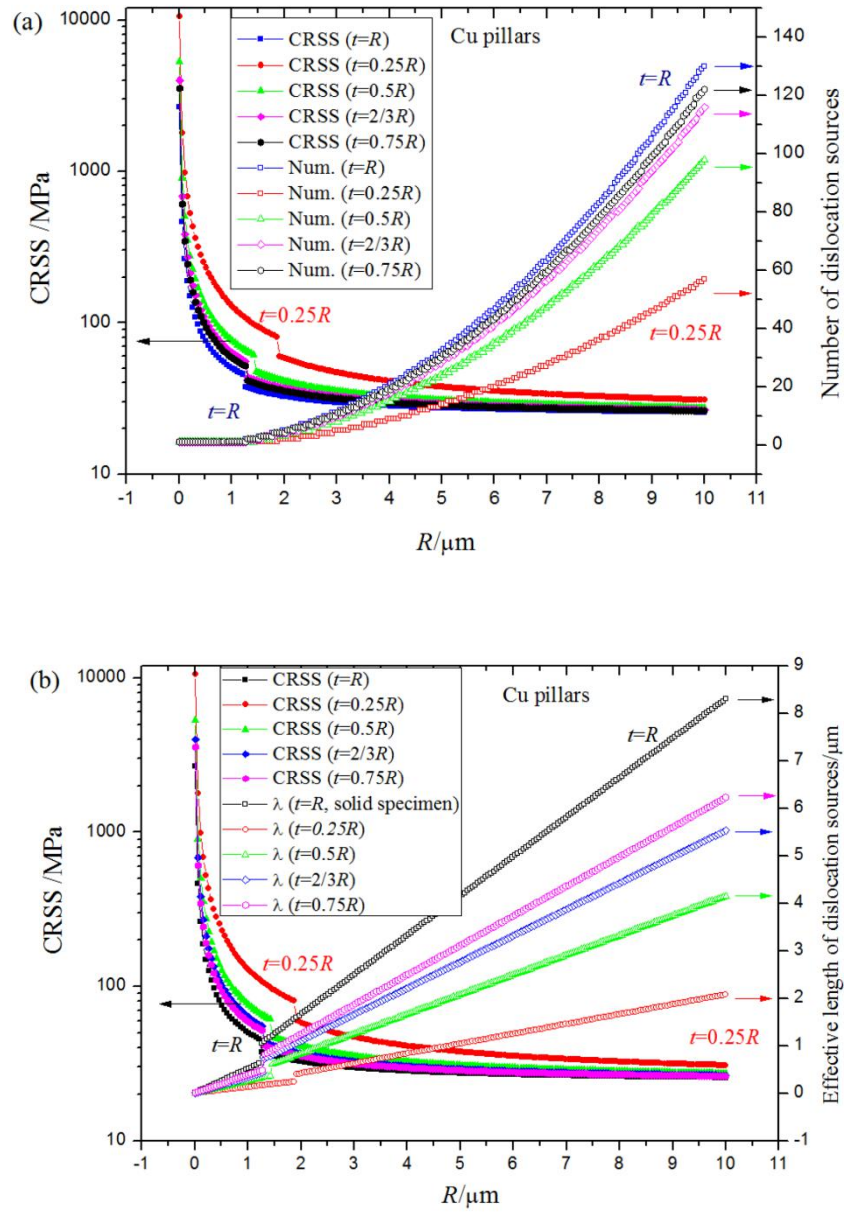 (a)
Cu pillars
CRSS (t=R)
CRSS (t=0.25R)
CRSS (t=0.5R)
CRSS (t=2/3R)
CRSS (t=0.75R)
Num. (t=R)
Num. (t=0.25R)
Num. (t=0.5R)
Num. (t=2/3R)
Num. (t=0.75R)
t=R
t=0.25R
t=R
t=0.25R
CRSS /MPa
10000
1000
100
10
Number of dislocation sources
150
140
120
100
80
60
40
20
0
-1 0 1 2 3 4 5 6 7 8 9 10 11
R/μm
(b)
Cu pillars
CRSS (t=R)
CRSS (t=0.25R)
CRSS (t=0.5R)
CRSS (t=2/3R)
CRSS (t=0.75R)
λ (t=R, solid specimen)
λ (t=0.25R)
λ (t=0.5R)
λ (t=2/3R)
λ (t=0.75R)
t=R
t=0.25R
t=R
t=0.25R
CRSS /MPa
10000
1000
100
10
Effective length of dislocation sources/μm
9
8
7
6
5
4
3
2
1
0
-1
-1 0 1 2 3 4 5 6 7 8 9 10 11
R/μm